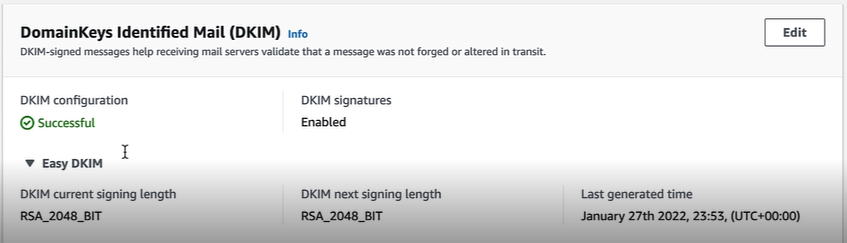 DomainKeys Identified Mail (DKIM) Info
Edit
DKIM-signed messages help receiving mail servers validate that a message was not forged or altered in transit.
DKIM configuration
Successful
DKIM signatures
Enabled
Easy DKIM
DKIM current signing length
RSA_2048_BIT
DKIM next signing length
RSA_2048_BIT
Last generated time
January 27th 2022, 23:53, (UTC+00:00)